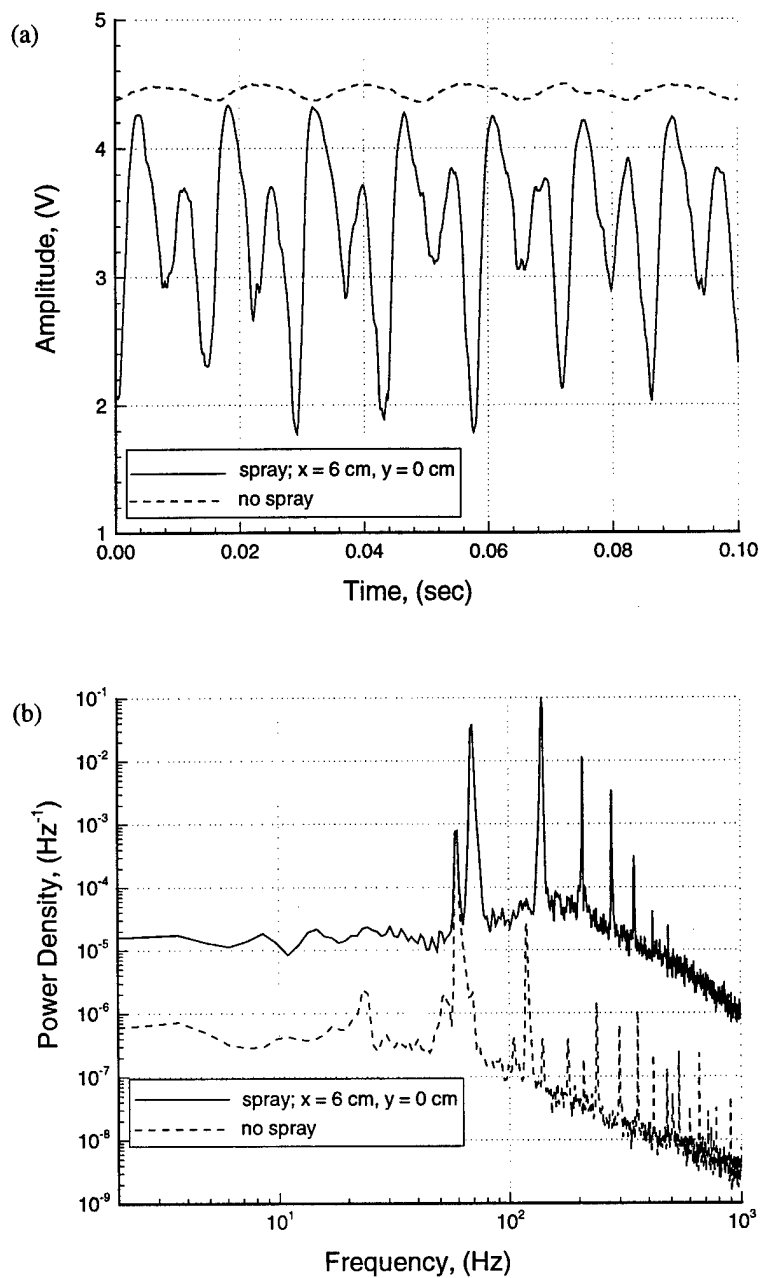 (a)
5
4
3
2
1
Amplitude, (V)
spray; x = 6 cm, y = 0 cm
no spray
0.00 0.02 0.04 0.06 0.08 0.10
Time, (sec)
(b)
10⁻¹
10⁻²
10⁻³
10⁻⁴
10⁻⁵
10⁻⁶
10⁻⁷
10⁻⁸
10⁻⁹
Power Density, (Hz⁻¹)
spray; x = 6 cm, y = 0 cm
no spray
10¹ 10² 10³
Frequency, (Hz)